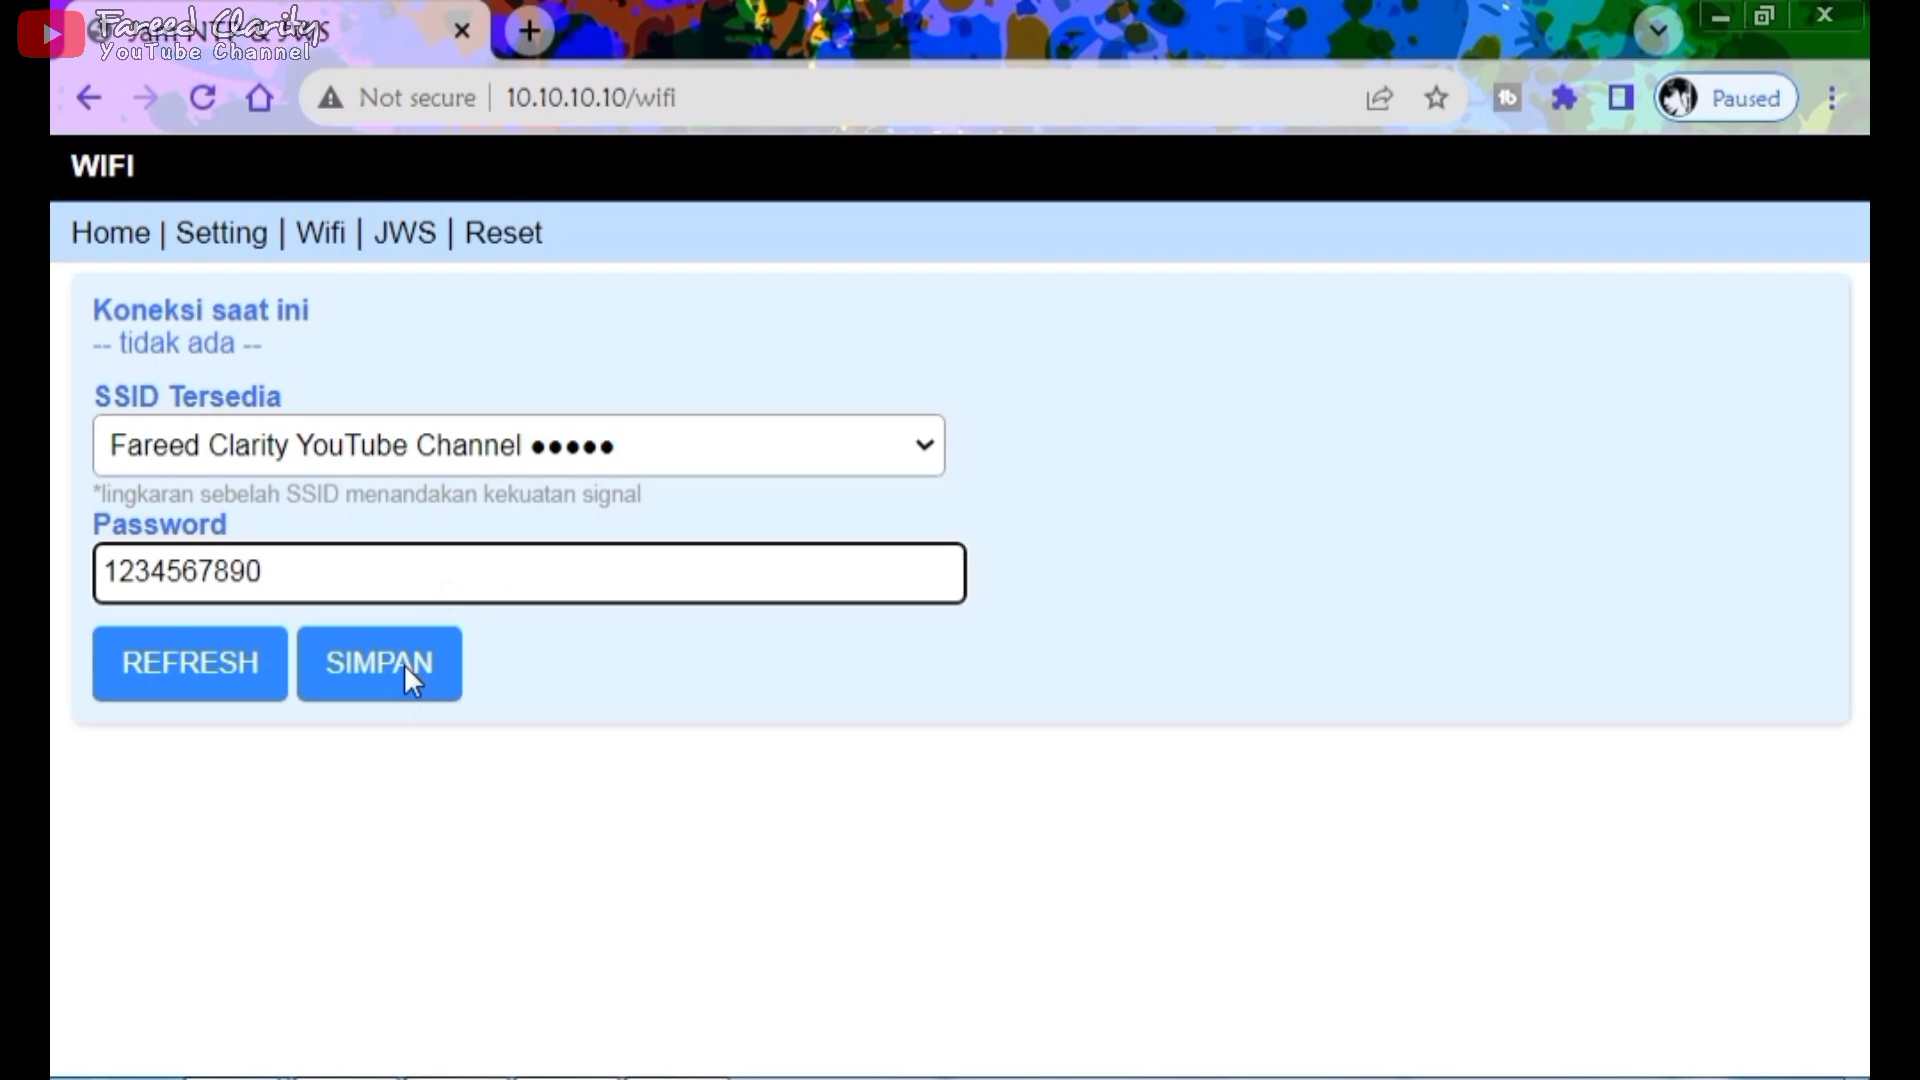 Fareed Clarity
YouTube Channel
Not secure
10.10.10.10/wifi
Paused
WIFI
Home | Setting | Wifi | JWS | Reset
Koneksi saat ini
-- tidak ada --
SSID Tersedia
Fareed Clarity YouTube Channel ●●●●●
*lingkaran sebelah SSID menandakan kekuatan signal
Password
1234567890
REFRESH
SIMPAN